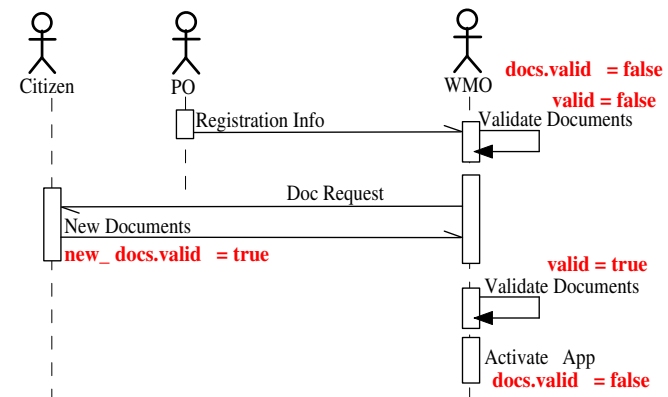 docs.valid = false
Citizen PO WMO
valid = false
Registration Info Validate Documents
Doc Request
New Documents
new_ docs.valid = true
valid = true
Validate Documents
Activate App
docs.valid = false